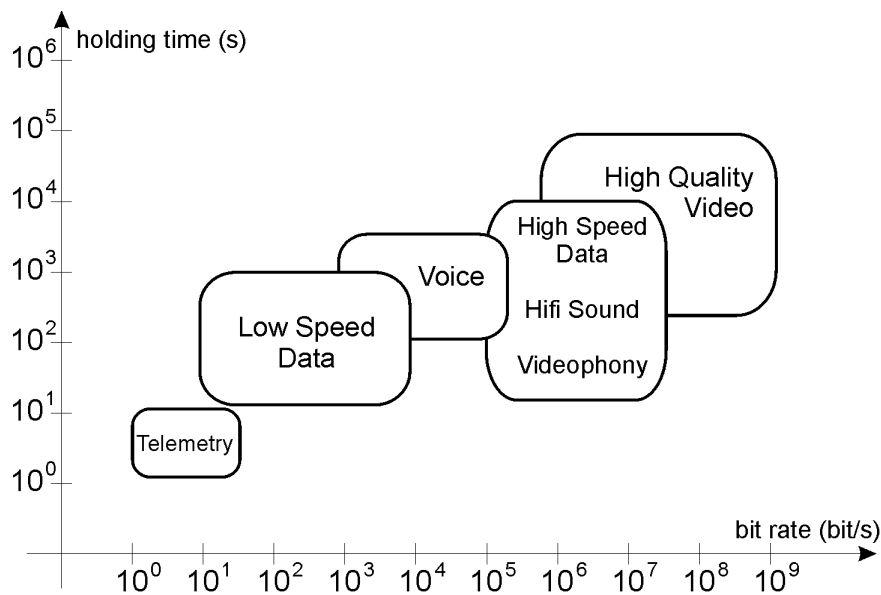 holding time (s)
10^6
10^5
10^4
10^3
10^2
10^1
10^0
High Quality
Video
High Speed
Data
Hifi Sound
Videophony
Voice
Low Speed
Data
Telemetry
bit rate (bit/s)
10^0 10^1 10^2 10^3 10^4 10^5 10^6 10^7 10^8 10^9